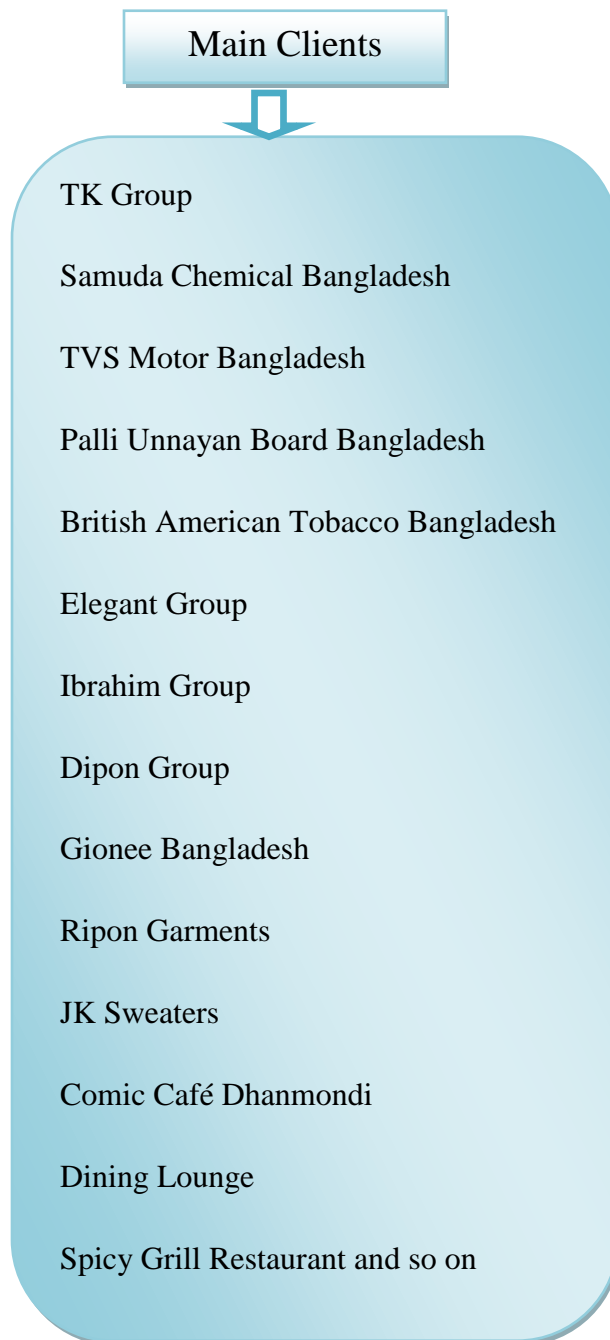 Main Clients
TK Group
Samuda Chemical Bangladesh
TVS Motor Bangladesh
Palli Unnayan Board Bangladesh
British American Tobacco Bangladesh
Elegant Group
Ibrahim Group
Dipon Group
Gionee Bangladesh
Ripon Garments
JK Sweaters
Comic Café Dhanmondi
Dining Lounge
Spicy Grill Restaurant and so on